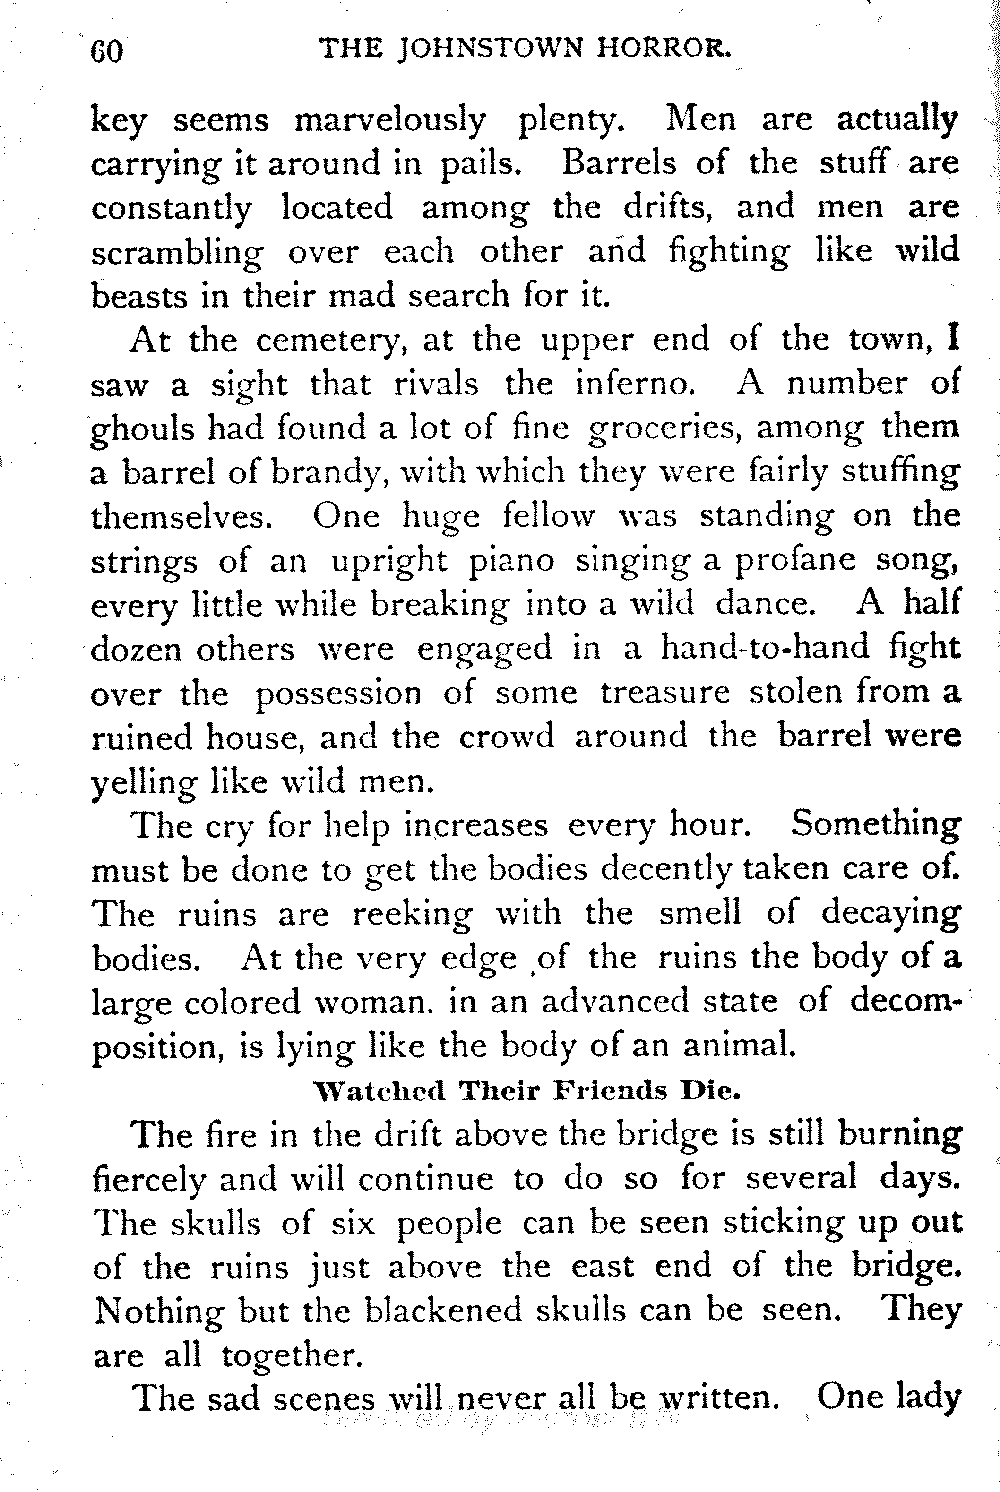 60 THE JOHNSTOWN HORROR.
key seems marvelously plenty. Men are actually
carrying it around in pails. Barrels of the stuff are
constantly located among the drifts, and men are
scrambling over each other and fighting like wild
beasts in their mad search for it.
At the cemetery, at the upper end of the town, I
saw a sight that rivals the inferno. A number of
ghouls had found a lot of fine groceries, among them
a barrel of brandy, with which they were fairly stuffing
themselves. One huge fellow was standing on the
strings of an upright piano singing a profane song,
every little while breaking into a wild dance. A half
dozen others were engaged in a hand-to-hand fight
over the possession of some treasure stolen from a
ruined house, and the crowd around the barrel were
yelling like wild men.
The cry for help increases every hour. Something
must be done to get the bodies decently taken care of.
The ruins are reeking with the smell of decaying
bodies. At the very edge of the ruins the body of a
large colored woman. in an advanced state of decom-
position, is lying like the body of an animal.
Watched Their Friends Die.
The fire in the drift above the bridge is still burning
fiercely and will continue to do so for several days.
The skulls of six people can be seen sticking up out
of the ruins just above the east end of the bridge.
Nothing but the blackened skulls can be seen. They
are all together.
The sad scenes will never all be written. One lady